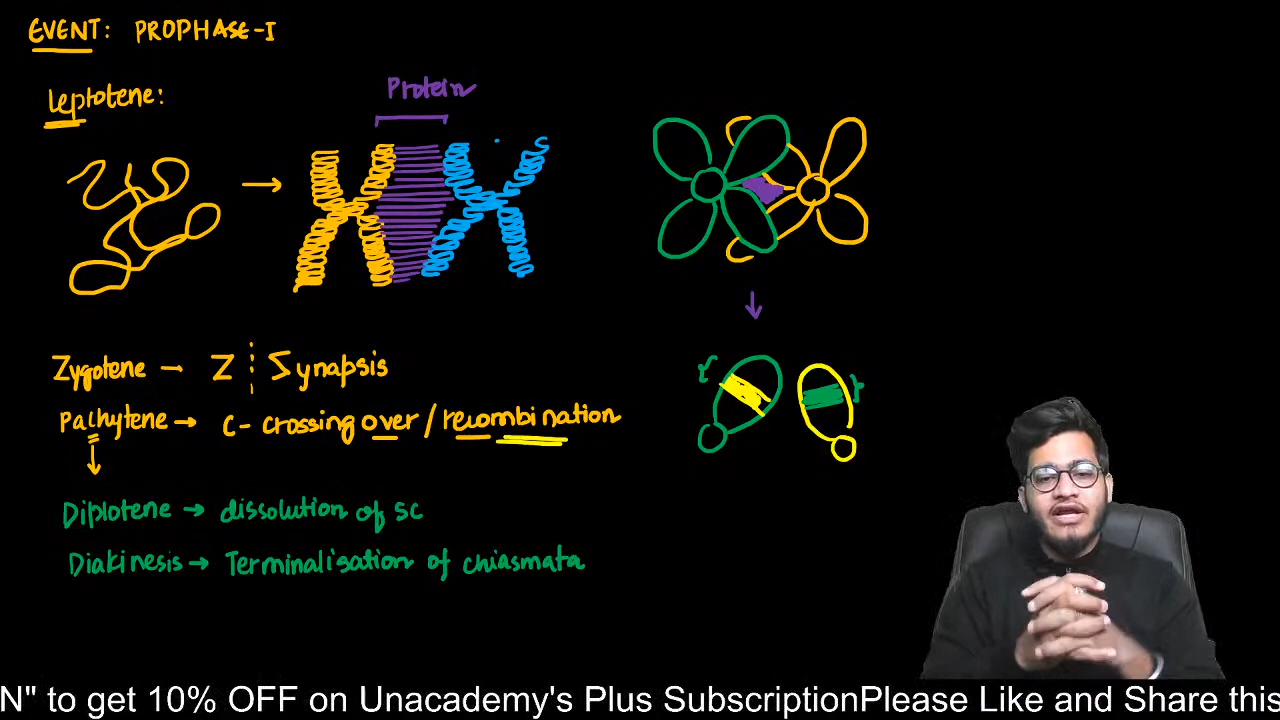 EVENT: PROPHASE-I
Leptotene:
Protein
Zygotene - Z Synapsis
Pachytene → C- crossing over / recombination
Diplotene → dissolution of SC
Diakinesis → Terminalisation of chiasmata
N" to get 10% OFF on Unacademy's Plus SubscriptionPlease Like and Share this